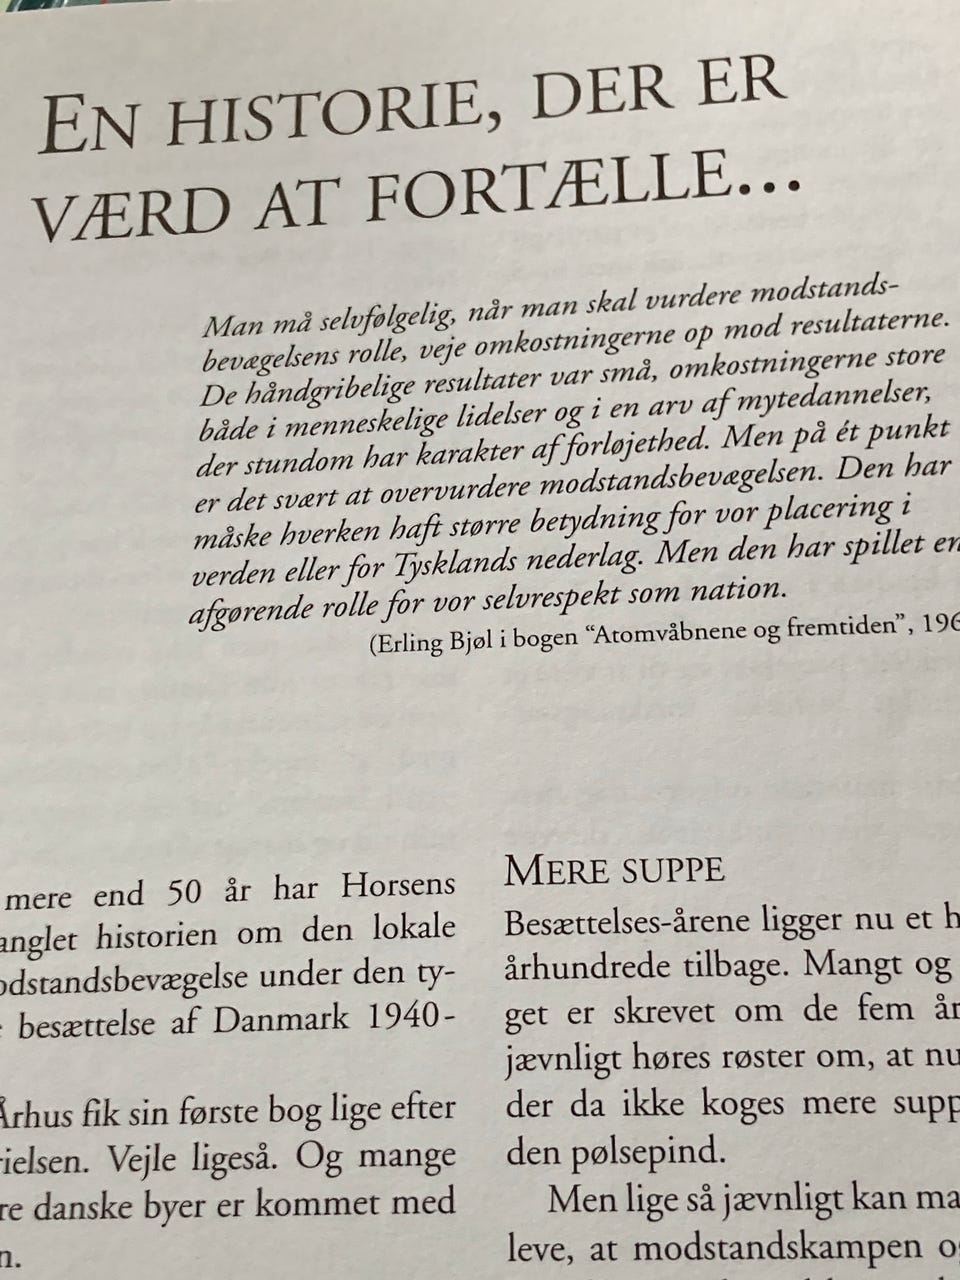 EN HISTORIE, DER ER
VÆRD AT FORTÆLLE...
Man må selvfølgelig, når man skal vurdere modstands-
bevægelsens rolle, veje omkostningerne op mod resultaterne.
De håndgribelige resultater var små, omkostningerne store
både i menneskelige lidelser og i en arv af mytedannelser,
der stundom har karakter af forløjethed. Men på ét punkt
er det svært at overvurdere modstandsbevægelsen. Den har
måske hverken haft større betydning for vor placering i
verden eller for Tysklands nederlag. Men den har spillet en
afgørende rolle for vor selvrespekt som nation.
(Erling Bjøl i bogen “Atomvåbnene og fremtiden”, 196
mere end 50 år har Horsens
anglet historien om den lokale
odstandsbevægelse under den ty-
besættelse af Danmark 1940-
Århus fik sin første bog lige efter
rielsen. Vejle ligeså. Og mange
re danske byer er kommet med
n.
MERE SUPPE
Besættelses-årene ligger nu et h
århundrede tilbage. Mangt og
get er skrevet om de fem år
jævnligt høres røster om, at nu
der da ikke koges mere supp
den pølsepind.
Men lige så jævnligt kan ma
leve, at modstandskampen o